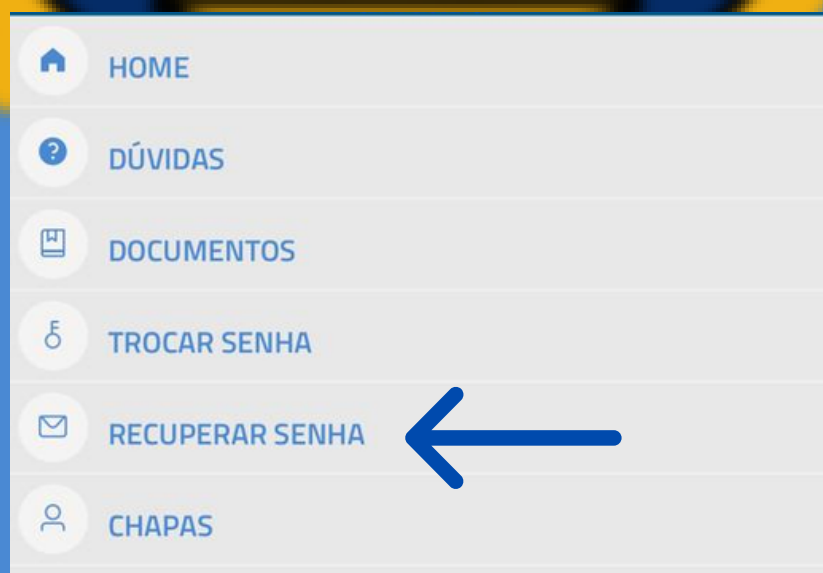 HOME
DÚVIDAS
DOCUMENTOS
TROCAR SENHA
RECUPERAR SENHA
CHAPAS